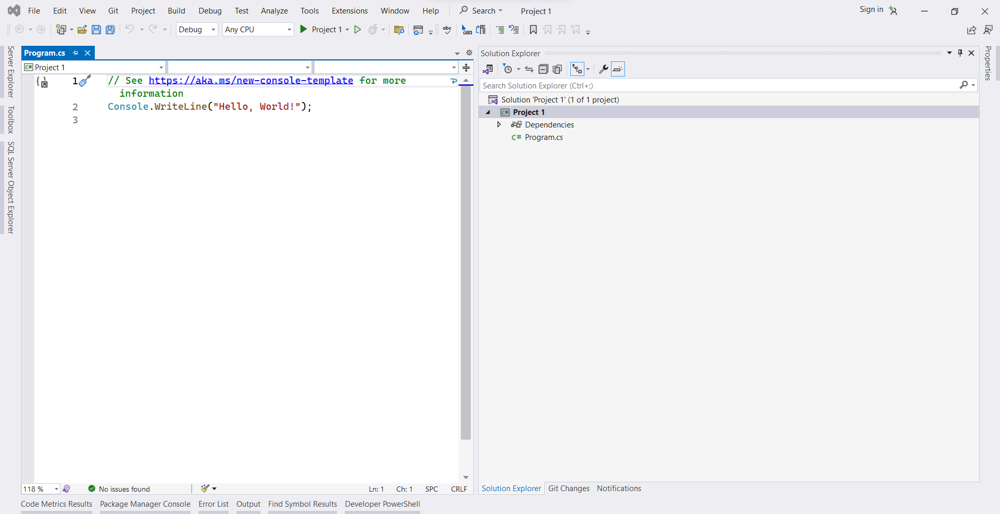 File Edit View Git Project Build Debug Test Analyze Tools Extensions Window Help Search Project 1 Sign in
Debug Any CPU Project 1 abc
Server Explorer
Toolbox
SQL Server Object Explorer
Program.cs
C# Project 1
1 // See https://aka.ms/new-console-template for more
information
2 Console.WriteLine("Hello, World!");
3
118 % No issues found Ln: 1 Ch: 1 SPC CRLF
Solution Explorer
Search Solution Explorer (Ctrl+;)
Solution 'Project 1' (1 of 1 project)
C# Project 1
Dependencies
C# Program.cs
Solution Explorer Git Changes Notifications
Properties
Code Metrics Results Package Manager Console Error List Output Find Symbol Results Developer PowerShell